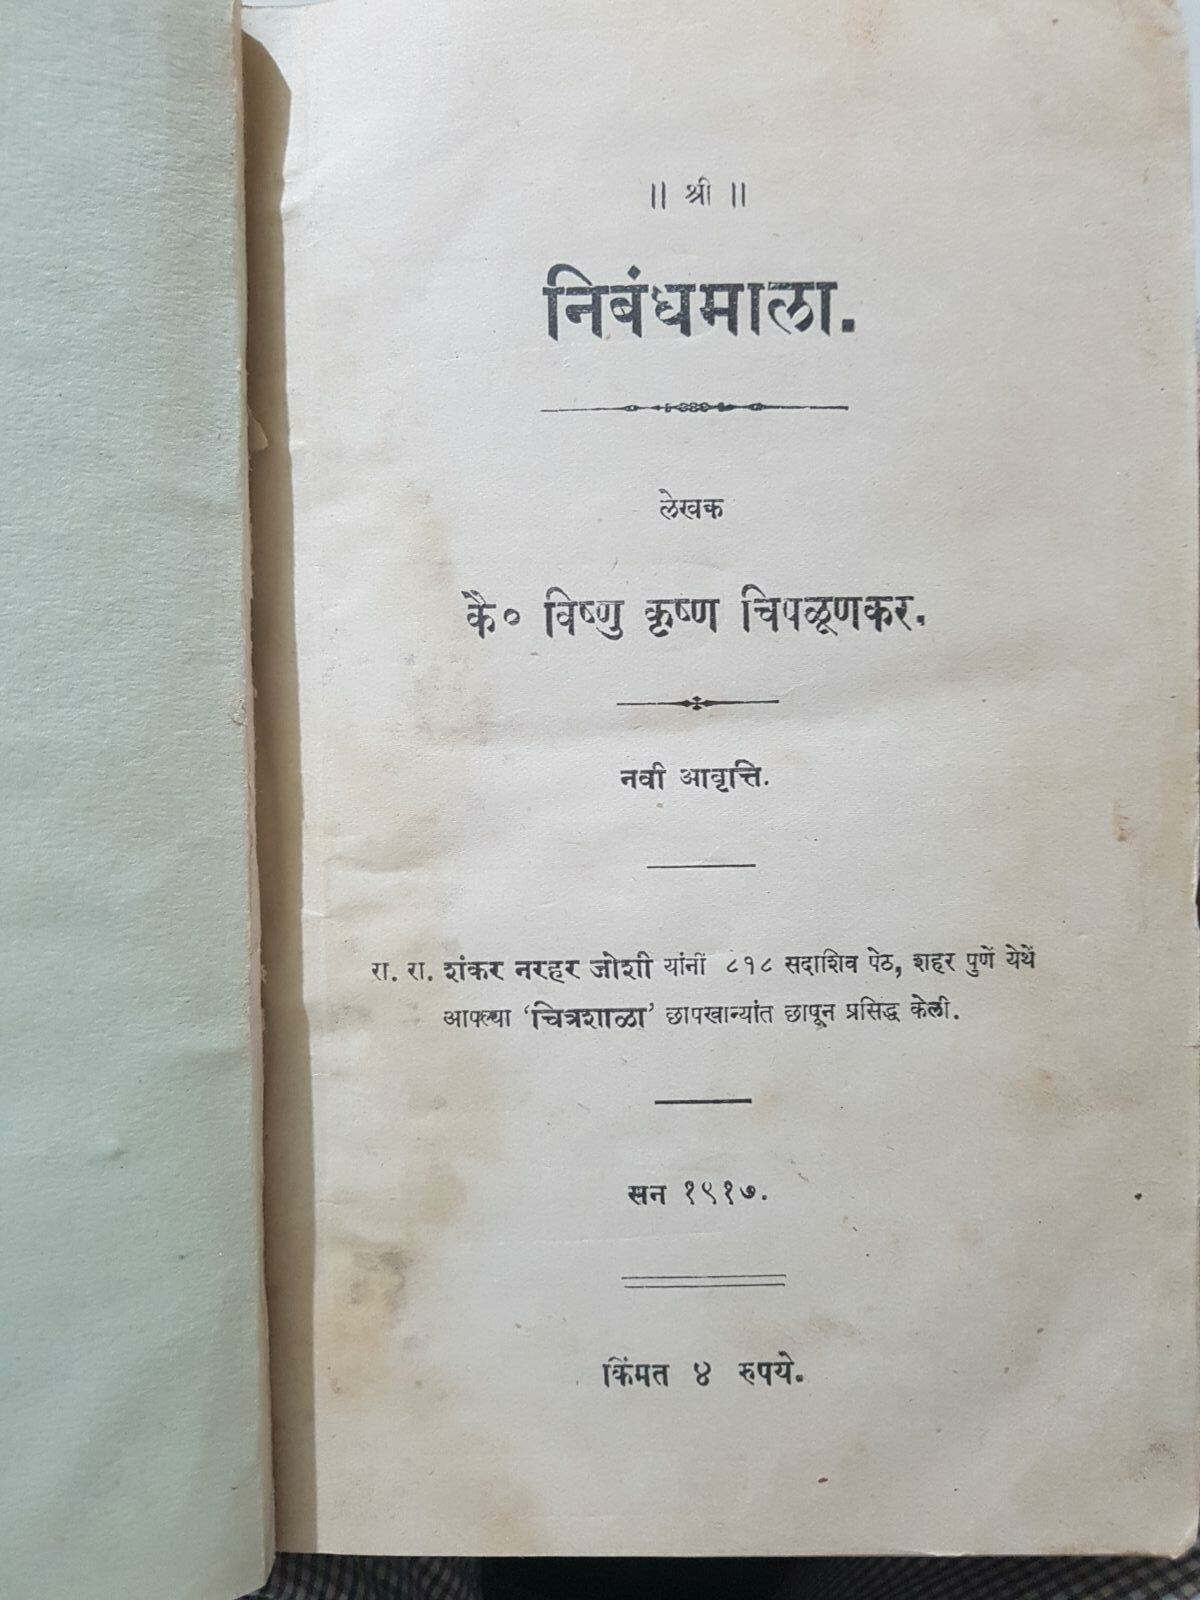 ॥ श्री ॥
निबंधमाला.
लेखक
कै० विष्णु कृष्ण चिपळूणकर.
नवी आवृत्ति.
रा. रा. शंकर नरहर जोशी यांनीं ८१८ सदाशिव पेठ, शहर पुणें येथें
आपल्या 'चित्रशाळा' छापखान्यांत छापून प्रसिद्ध केली.
सन १९१७.
किंमत ४ रुपये.